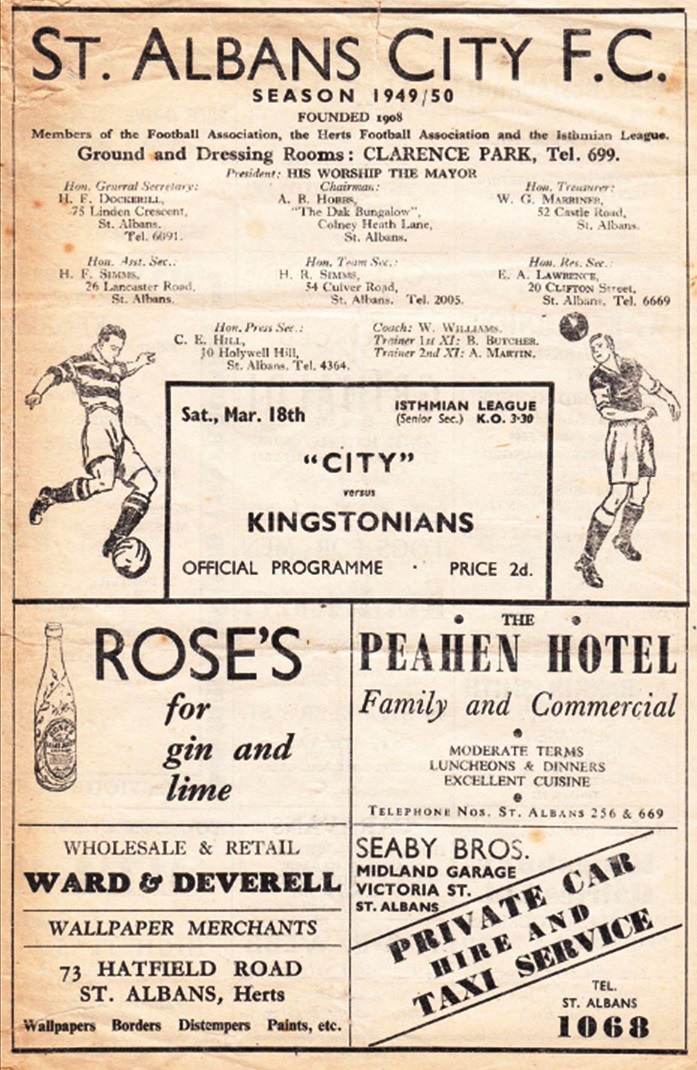 ST. ALBANS CITY F.C.
SEASON 1949/50
FOUNDED 1908
Members of the Football Association, the Herts Football Association and the Isthmian League.
Ground and Dressing Rooms: CLARENCE PARK, Tel. 699.
President: HIS WORSHIP THE MAYOR
Hon. General Secretary:
H. F. DOCKERILL,
75 Linden Crescent,
St. Albans.
Tel. 6091.
Chairman:
A. B. HOBBS,
"The Dak Bungalow",
Colney Heath Lane,
St. Albans.
Hon. Treasurer:
W. G. MARRINER,
52 Castle Road,
St. Albans.
Hon. Asst. Sec.:
H. F. SIMMS,
26 Lancaster Road,
St. Albans.
Hon. Team Sec.:
H. R. SIMMS,
54 Culver Road,
St. Albans. Tel. 2005.
Hon. Res. Sec.:
E. A. LAWRENCE,
20 CLIFTON Street,
St. Albans, Tel. 6669
Hon. Press Sec.:
C. E. HILL,
10 Holywell Hill,
St. Albans. Tel. 4364.
Coach: W. WILLIAMS.
Trainer 1st XI: B. BUTCHER.
Trainer 2nd XI: A. MARTIN.
Sat., Mar. 18th
ISTHMIAN LEAGUE
(Senior Sec.) K.O. 3-30
"CITY"
versus
KINGSTONIANS
OFFICIAL PROGRAMME · PRICE 2d.
ROSE'S
for
gin and
lime
THE
PEAHEN HOTEL
Family and Commercial
MODERATE TERMS
LUNCHEONS & DINNERS
EXCELLENT CUISINE
TELEPHONE NOS. ST. ALBANS 256 & 669
WHOLESALE & RETAIL
WARD & DEVERELL
WALLPAPER MERCHANTS
73 HATFIELD ROAD
ST. ALBANS, Herts
Wallpapers Borders Distempers Paints, etc.
SEABY BROS.
MIDLAND GARAGE
VICTORIA ST.
ST. ALBANS
PRIVATE CAR
HIRE AND
TAXI SERVICE
TEL.
ST. ALBANS
1068